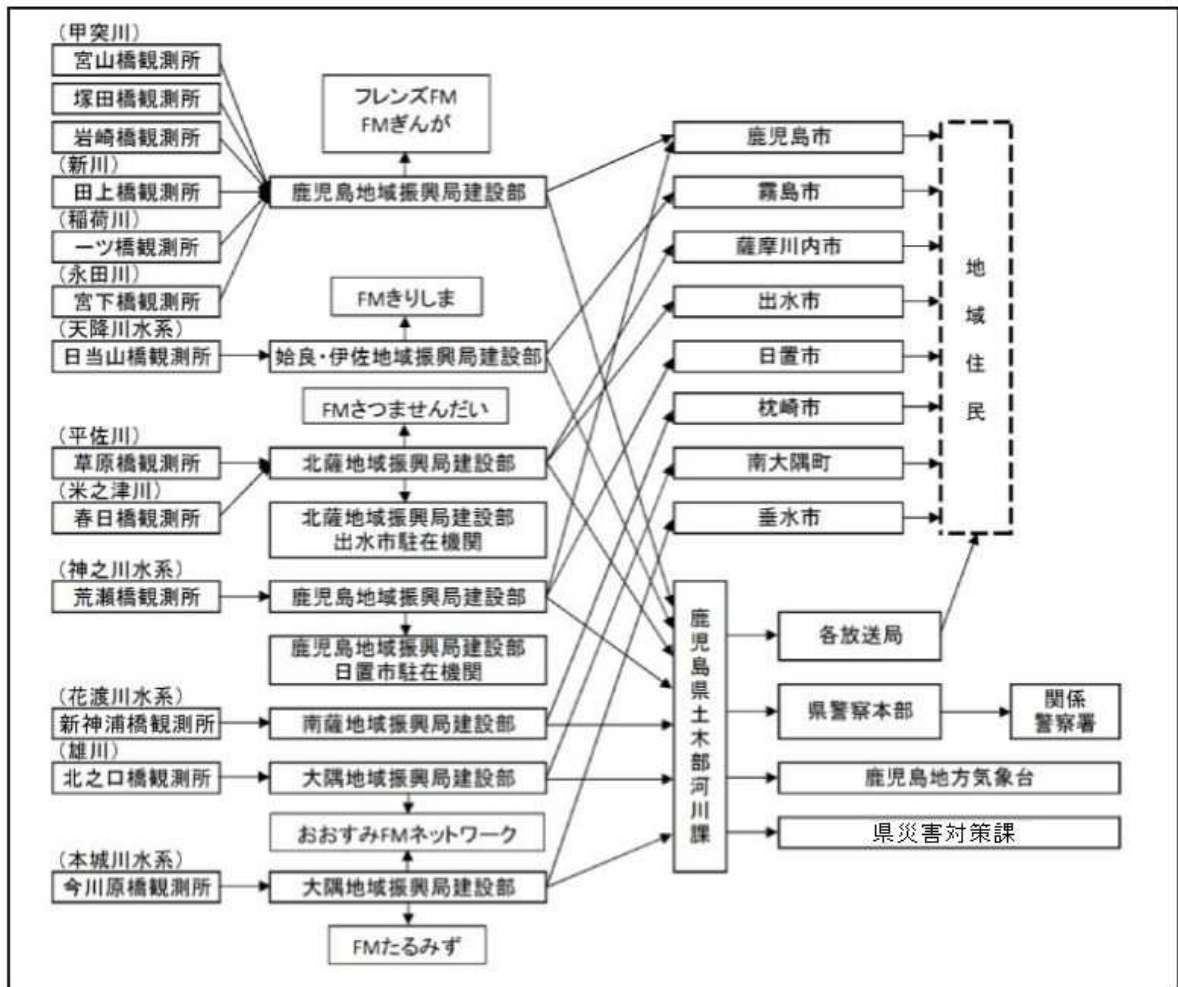 （甲突川）
宮山橋観測所
塚田橋観測所
岩崎橋観測所
（新川）
田上橋観測所
（稲荷川）
一ツ橋観測所
（永田川）
宮下橋観測所
（天降川水系）
日当山橋観測所
（平佐川）
草原橋観測所
（米之津川）
春日橋観測所
（神之川水系）
荒瀬橋観測所
（花渡川水系）
新神浦橋観測所
（雄川）
北之口橋観測所
（本城川水系）
今川原橋観測所
フレンズFM
FMぎんが
鹿児島地域振興局建設部
FMきりしま
姶良・伊佐地域振興局建設部
FMさつませんだい
北薩地域振興局建設部
北薩地域振興局建設部
出水市駐在機関
鹿児島地域振興局建設部
鹿児島地域振興局建設部
日置市駐在機関
南薩地域振興局建設部
大隅地域振興局建設部
おおすみFMネットワーク
大隅地域振興局建設部
FMたるみず
鹿児島市
霧島市
薩摩川内市
出水市
日置市
枕崎市
南大隅町
垂水市
鹿児島県土木部河川課
地域住民
各放送局
県警察本部
関係
警察署
鹿児島地方気象台
県災害対策課